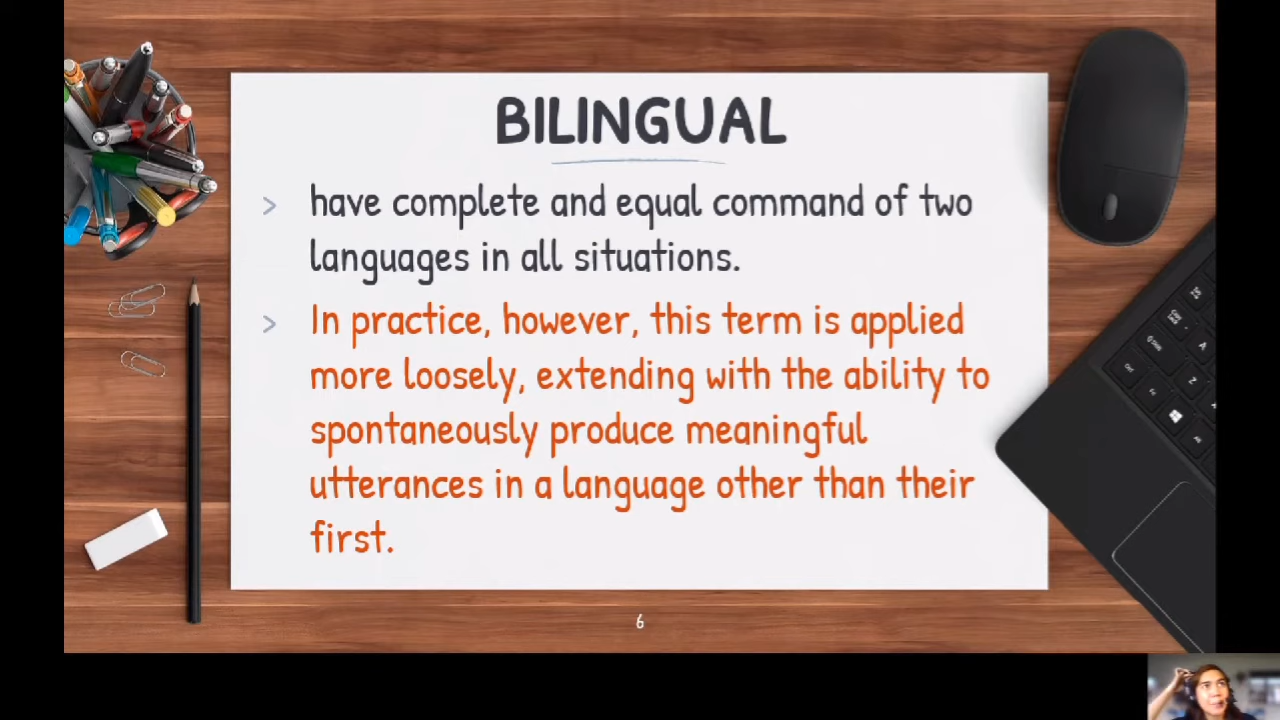 BILINGUAL
> have complete and equal command of two
languages in all situations.
> In practice, however, this term is applied
more loosely, extending with the ability to
spontaneously produce meaningful
utterances in a language other than their
first.
6